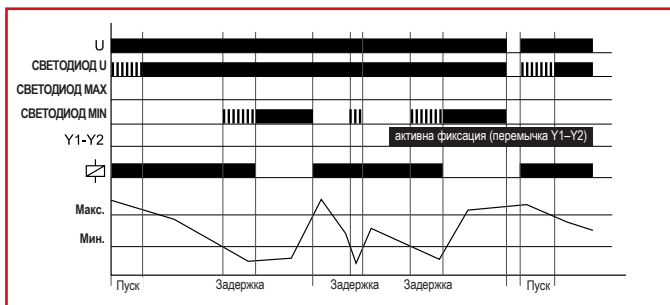 U
СВЕТОДИОД U
СВЕТОДИОД MAX
СВЕТОДИОД MIN
Y1-Y2
активна фиксация (перемычка Y1–Y2)
Макс.
Мин.
Пуск Задержка Задержка Задержка Пуск